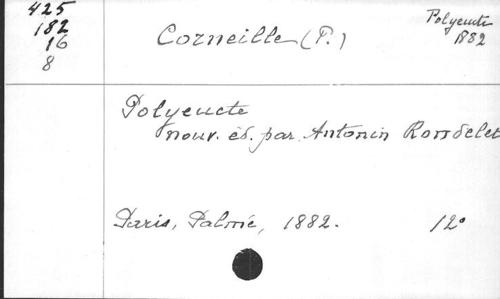 425
182
16
8
Corneille (P.)
Polyeucte
1882
Polyeucte
nouv. éd. par Antonin Rondelet
Paris, Palmé, 1882. 12°